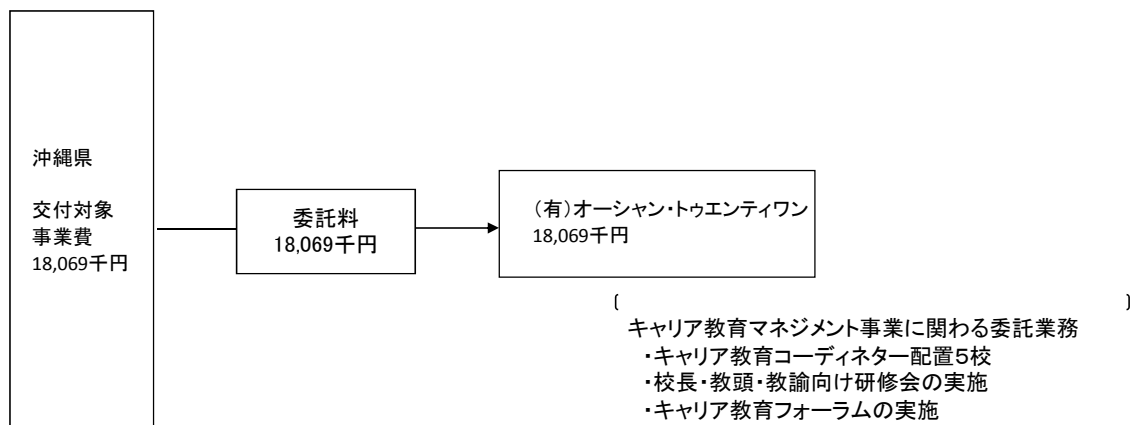 沖縄県
交付対象
事業費
18,069千円
委託料
18,069千円
（有）オーシャン・トゥエンティワン
18,069千円
キャリア教育マネジメント事業に関わる委託業務
・キャリア教育コーディネター配置５校
・校長・教頭・教諭向け研修会の実施
・キャリア教育フォーラムの実施